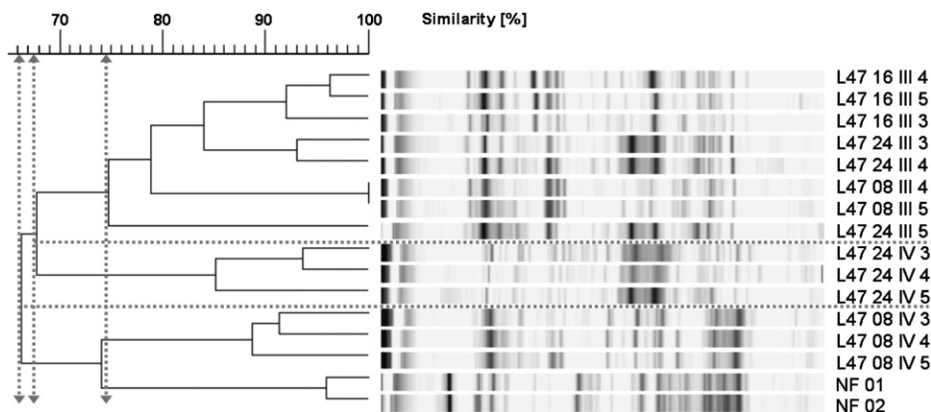 70 80 90 100 Similarity [%]
L47 16 III 4
L47 16 III 5
L47 16 III 3
L47 24 III 3
L47 24 III 4
L47 08 III 4
L47 08 III 5
L47 24 III 5
L47 24 IV 3
L47 24 IV 4
L47 24 IV 5
L47 08 IV 3
L47 08 IV 4
L47 08 IV 5
NF 01
NF 02